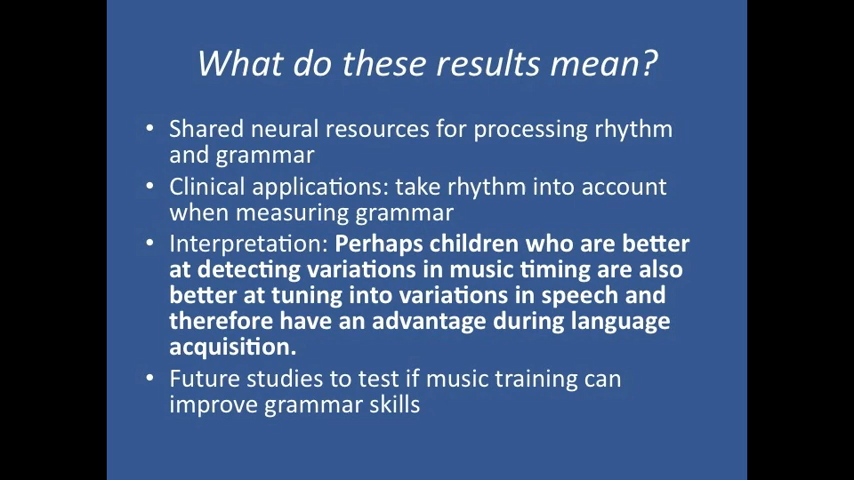 What do these results mean?
• Shared neural resources for processing rhythm
and grammar
• Clinical applications: take rhythm into account
when measuring grammar
• Interpretation: Perhaps children who are better
at detecting variations in music timing are also
better at tuning into variations in speech and
therefore have an advantage during language
acquisition.
• Future studies to test if music training can
improve grammar skills